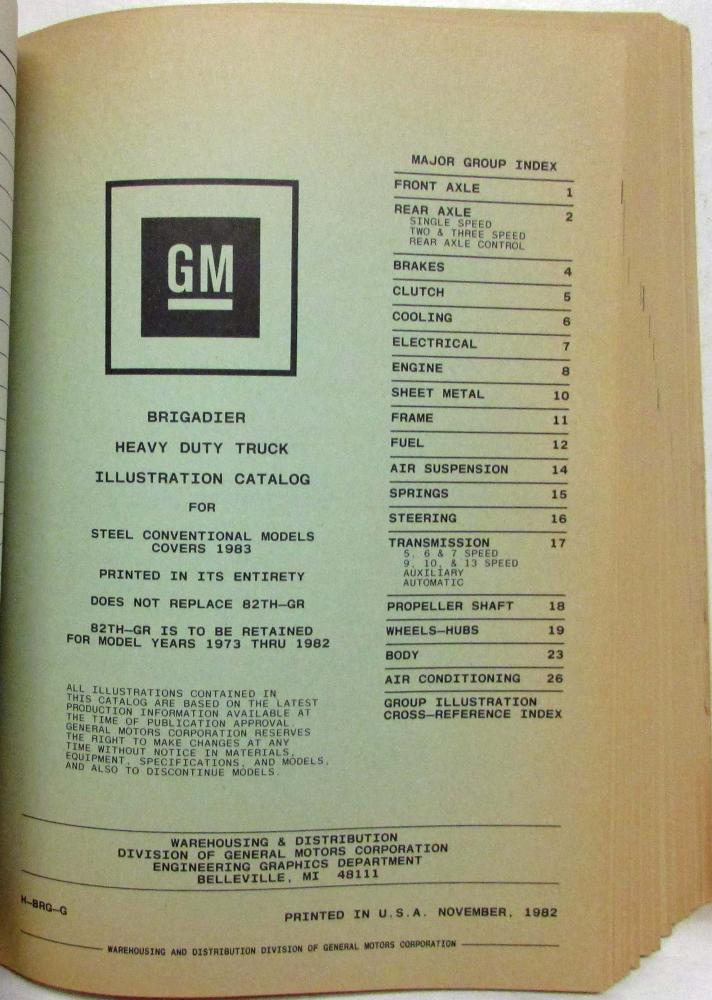 GM
BRIGADIER
HEAVY DUTY TRUCK
ILLUSTRATION CATALOG
FOR
STEEL CONVENTIONAL MODELS
COVERS 1983
PRINTED IN ITS ENTIRETY
DOES NOT REPLACE 82TH-GR
82TH-GR IS TO BE RETAINED
FOR MODEL YEARS 1973 THRU 1982
ALL ILLUSTRATIONS CONTAINED IN
THIS CATALOG ARE BASED ON THE LATEST
PRODUCTION INFORMATION AVAILABLE AT
THE TIME OF PUBLICATION APPROVAL.
GENERAL MOTORS CORPORATION RESERVES
THE RIGHT TO MAKE CHANGES AT ANY
TIME WITHOUT NOTICE IN MATERIALS,
EQUIPMENT, SPECIFICATIONS, AND MODELS,
AND ALSO TO DISCONTINUE MODELS.
MAJOR GROUP INDEX
FRONT AXLE 1
REAR AXLE 2
SINGLE SPEED
TWO & THREE SPEED
REAR AXLE CONTROL
BRAKES 4
CLUTCH 5
COOLING 6
ELECTRICAL 7
ENGINE 8
SHEET METAL 10
FRAME 11
FUEL 12
AIR SUSPENSION 14
SPRINGS 15
STEERING 16
TRANSMISSION 17
5, 6 & 7 SPEED
9, 10, & 13 SPEED
AUXILIARY
AUTOMATIC
PROPELLER SHAFT 18
WHEELS-HUBS 19
BODY 23
AIR CONDITIONING 26
GROUP ILLUSTRATION
CROSS-REFERENCE INDEX
WAREHOUSING & DISTRIBUTION
DIVISION OF GENERAL MOTORS CORPORATION
ENGINEERING GRAPHICS DEPARTMENT
BELLEVILLE, MI 48111
H-BRG-G
PRINTED IN U.S.A. NOVEMBER, 1982
WAREHOUSING AND DISTRIBUTION DIVISION OF GENERAL MOTORS CORPORATION